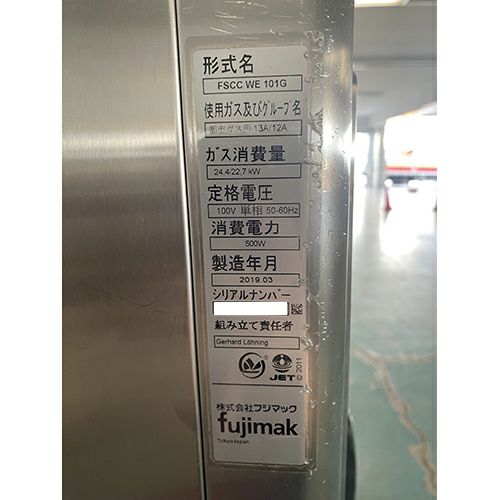 形式名
FSCC WE 101G
使用ガス及びグループ名
都市ガス用 13A/12A
ガス消費量
24,4/22,7 kW
定格電圧
100V 単相 50-60Hz
消費電力
500W
製造年月
2019.03
シリアルナンバー
組み立て責任者
Gerhard Löhning
JET
© 2011
株式会社フジマック
fujimak
Tokyo Japan